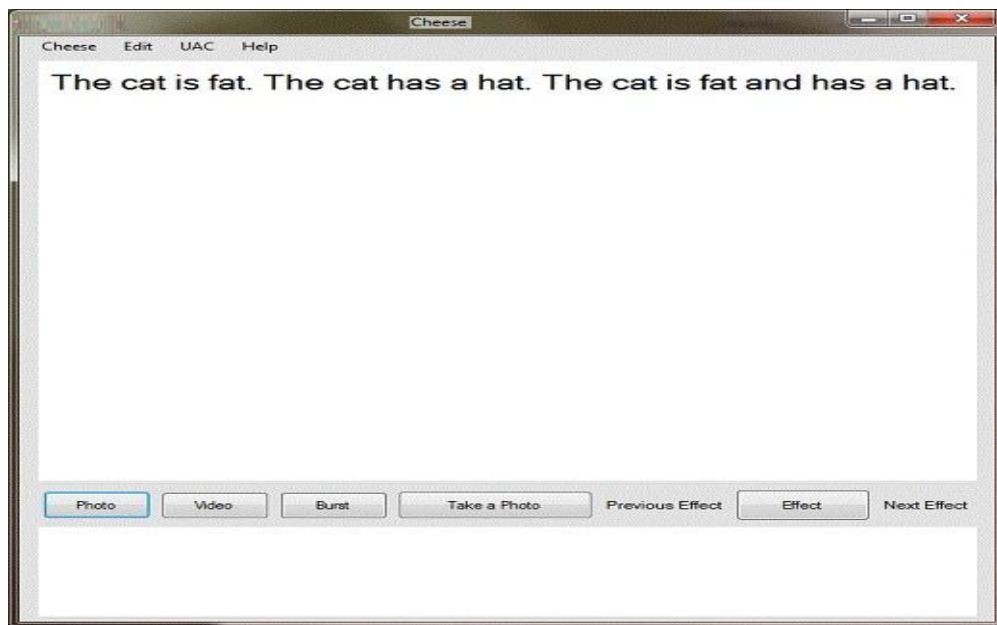 Cheese
Cheese Edit UAC Help
The cat is fat. The cat has a hat. The cat is fat and has a hat.
Photo Video Burst Take a Photo Previous Effect Effect Next Effect